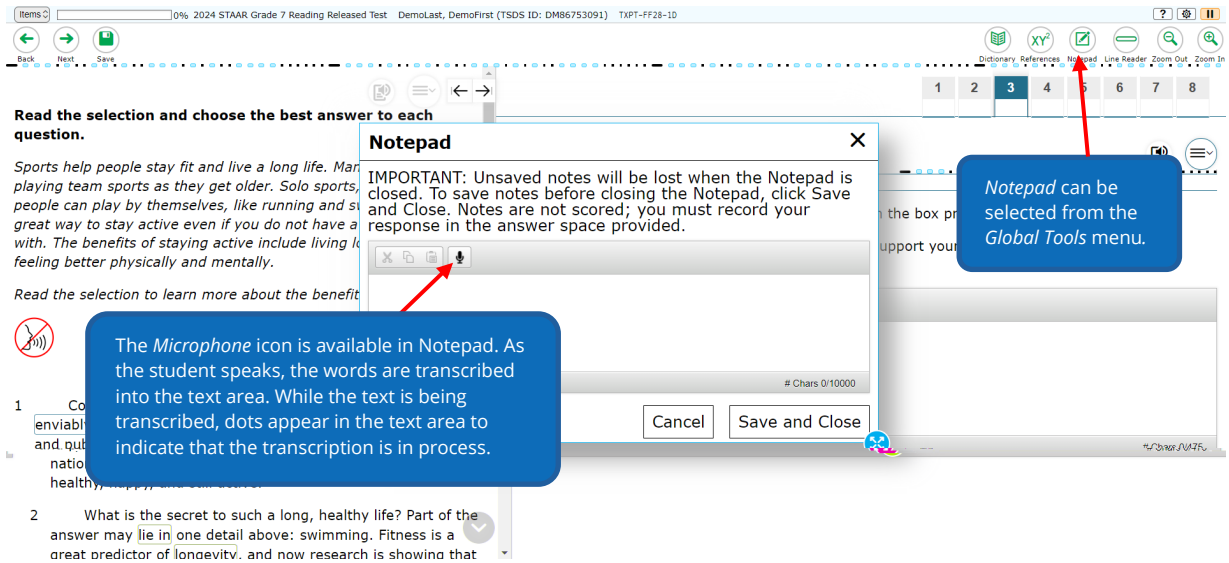 Items
0% 2024 STAAR Grade 7 Reading Released Test DemoLast, DemoFirst (TSDS ID: DM86753091) TXPT-FF28-1D
?
Back Next Save
XY²
Dictionary References Notepad Line Reader Zoom Out Zoom In
1 2 3 4 5 6 7 8
Read the selection and choose the best answer to each
question.
Sports help people stay fit and live a long life.
playing team sports as they get older. Solo sports,
people can play by themselves, like running and
great way to stay active even if you do not have a
with. The benefits of staying active include living
feeling better physically and mentally.
Read the selection to learn more about the
Notepad
IMPORTANT: Unsaved notes will be lost when the Notepad is
closed. To save notes before closing the Notepad, click Save
and Close. Notes are not scored; you must record your
response in the answer space provided.
# Chars 0/10000
Cancel Save and Close
Notepad can be
selected from the
Global Tools menu.
the box
support your
The Microphone icon is available in Notepad. As
the student speaks, the words are transcribed
into the text area. While the text is being
transcribed, dots appear in the text area to
indicate that the transcription is in process.
1
and
healthy, happy, and still active.
2 What is the secret to such a long, healthy life? Part of the
answer may lie in one detail above: swimming. Fitness is a
great predictor of longevity, and now research is showing that